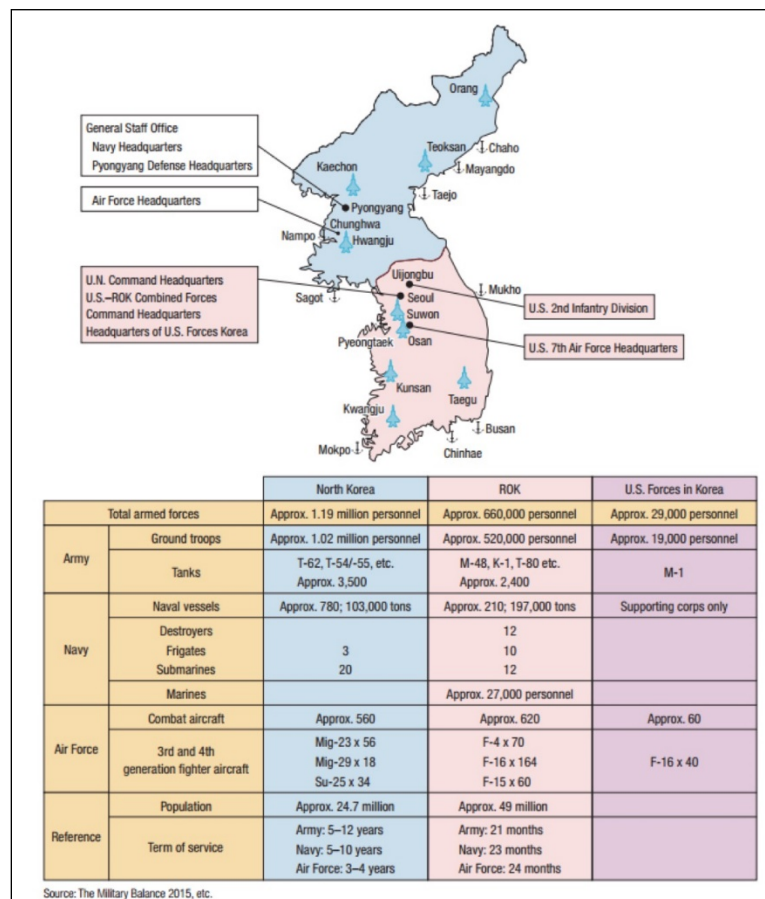 Orang
General Staff Office
Navy Headquarters
Pyongyang Defense Headquarters
Air Force Headquarters
Teoksan
Chaho
Mayangdo
Kaechon
Taejo
Pyongyang
Chunghwa
Nampo
Hwangju
U.N. Command Headquarters
U.S.–ROK Combined Forces
Command Headquarters
Headquarters of U.S. Forces Korea
Sagot
Uijongbu
Mukho
Seoul
U.S. 2nd Infantry Division
Suwon
Pyeongtaek
Osan
U.S. 7th Air Force Headquarters
Kunsan
Taegu
Kwangju
Busan
Mokpo
Chinhae
North Korea ROK U.S. Forces in Korea
Total armed forces Approx. 1.19 million personnel Approx. 660,000 personnel Approx. 29,000 personnel
Army
Ground troops Approx. 1.02 million personnel Approx. 520,000 personnel Approx. 19,000 personnel
Tanks T-62, T-54/-55, etc. M-48, K-1, T-80 etc. M-1
Approx. 3,500 Approx. 2,400
Navy
Naval vessels Approx. 780; 103,000 tons Approx. 210; 197,000 tons Supporting corps only
Destroyers 12
Frigates 3 10
Submarines 20 12
Marines Approx. 27,000 personnel
Air Force
Combat aircraft Approx. 560 Approx. 620 Approx. 60
3rd and 4th
generation fighter aircraft
Mig-23 x 56 F-4 x 70
Mig-29 x 18 F-16 x 164 F-16 x 40
Su-25 x 34 F-15 x 60
Reference
Population Approx. 24.7 million Approx. 49 million
Term of service
Army: 5–12 years Army: 21 months
Navy: 5–10 years Navy: 23 months
Air Force: 3–4 years Air Force: 24 months
Source: The Military Balance 2015, etc.